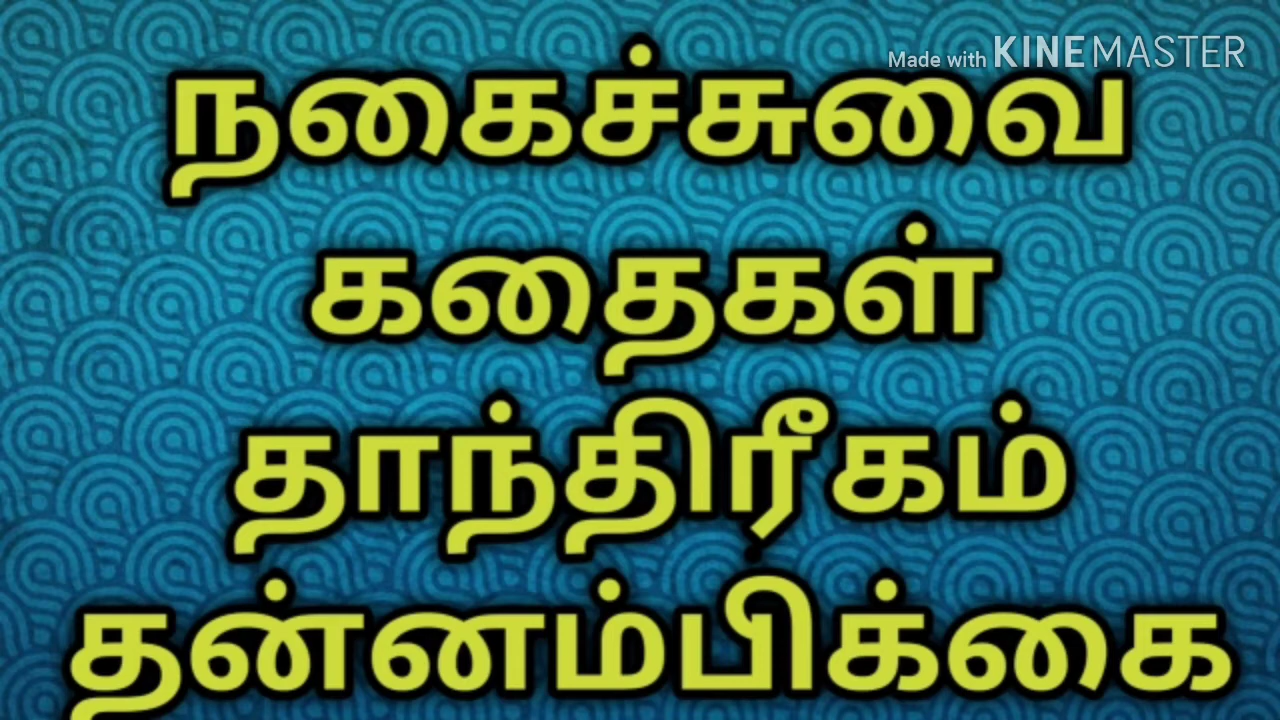 Made with KINEMASTER
நகைச்சுவை
கதைகள்
தாந்திரீகம்
தன்னம்பிக்கை